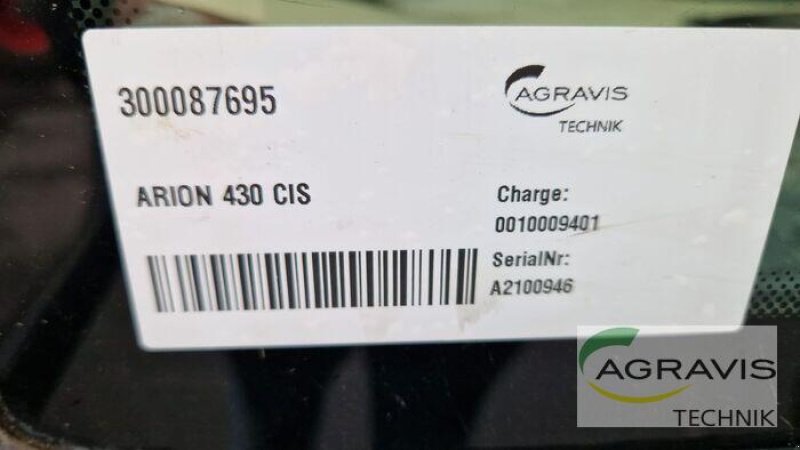 300087695
AGRAVIS
TECHNIK
ARION 430 CIS
Charge:
0010009401
SerialNr:
A2100946
AGRAVIS
TECHNIK